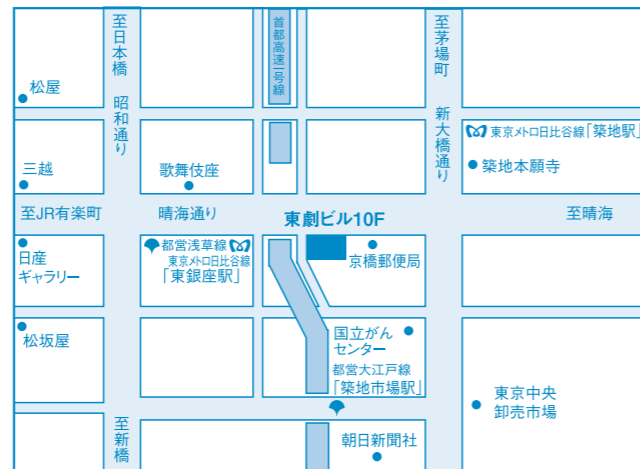 至日本橋
昭和通り
首都高速一号線
至茅場町
新大橋通り
松屋
東京メトロ日比谷線「築地駅」
三越
歌舞伎座
築地本願寺
至JR有楽町
晴海通り
東劇ビル10F
至晴海
日産
ギャラリー
都営浅草線
東京メトロ日比谷線
「東銀座駅」
京橋郵便局
松坂屋
国立がん
センター
都営大江戸線
「築地市場駅」
東京中央
卸売市場
至新橋
朝日新聞社